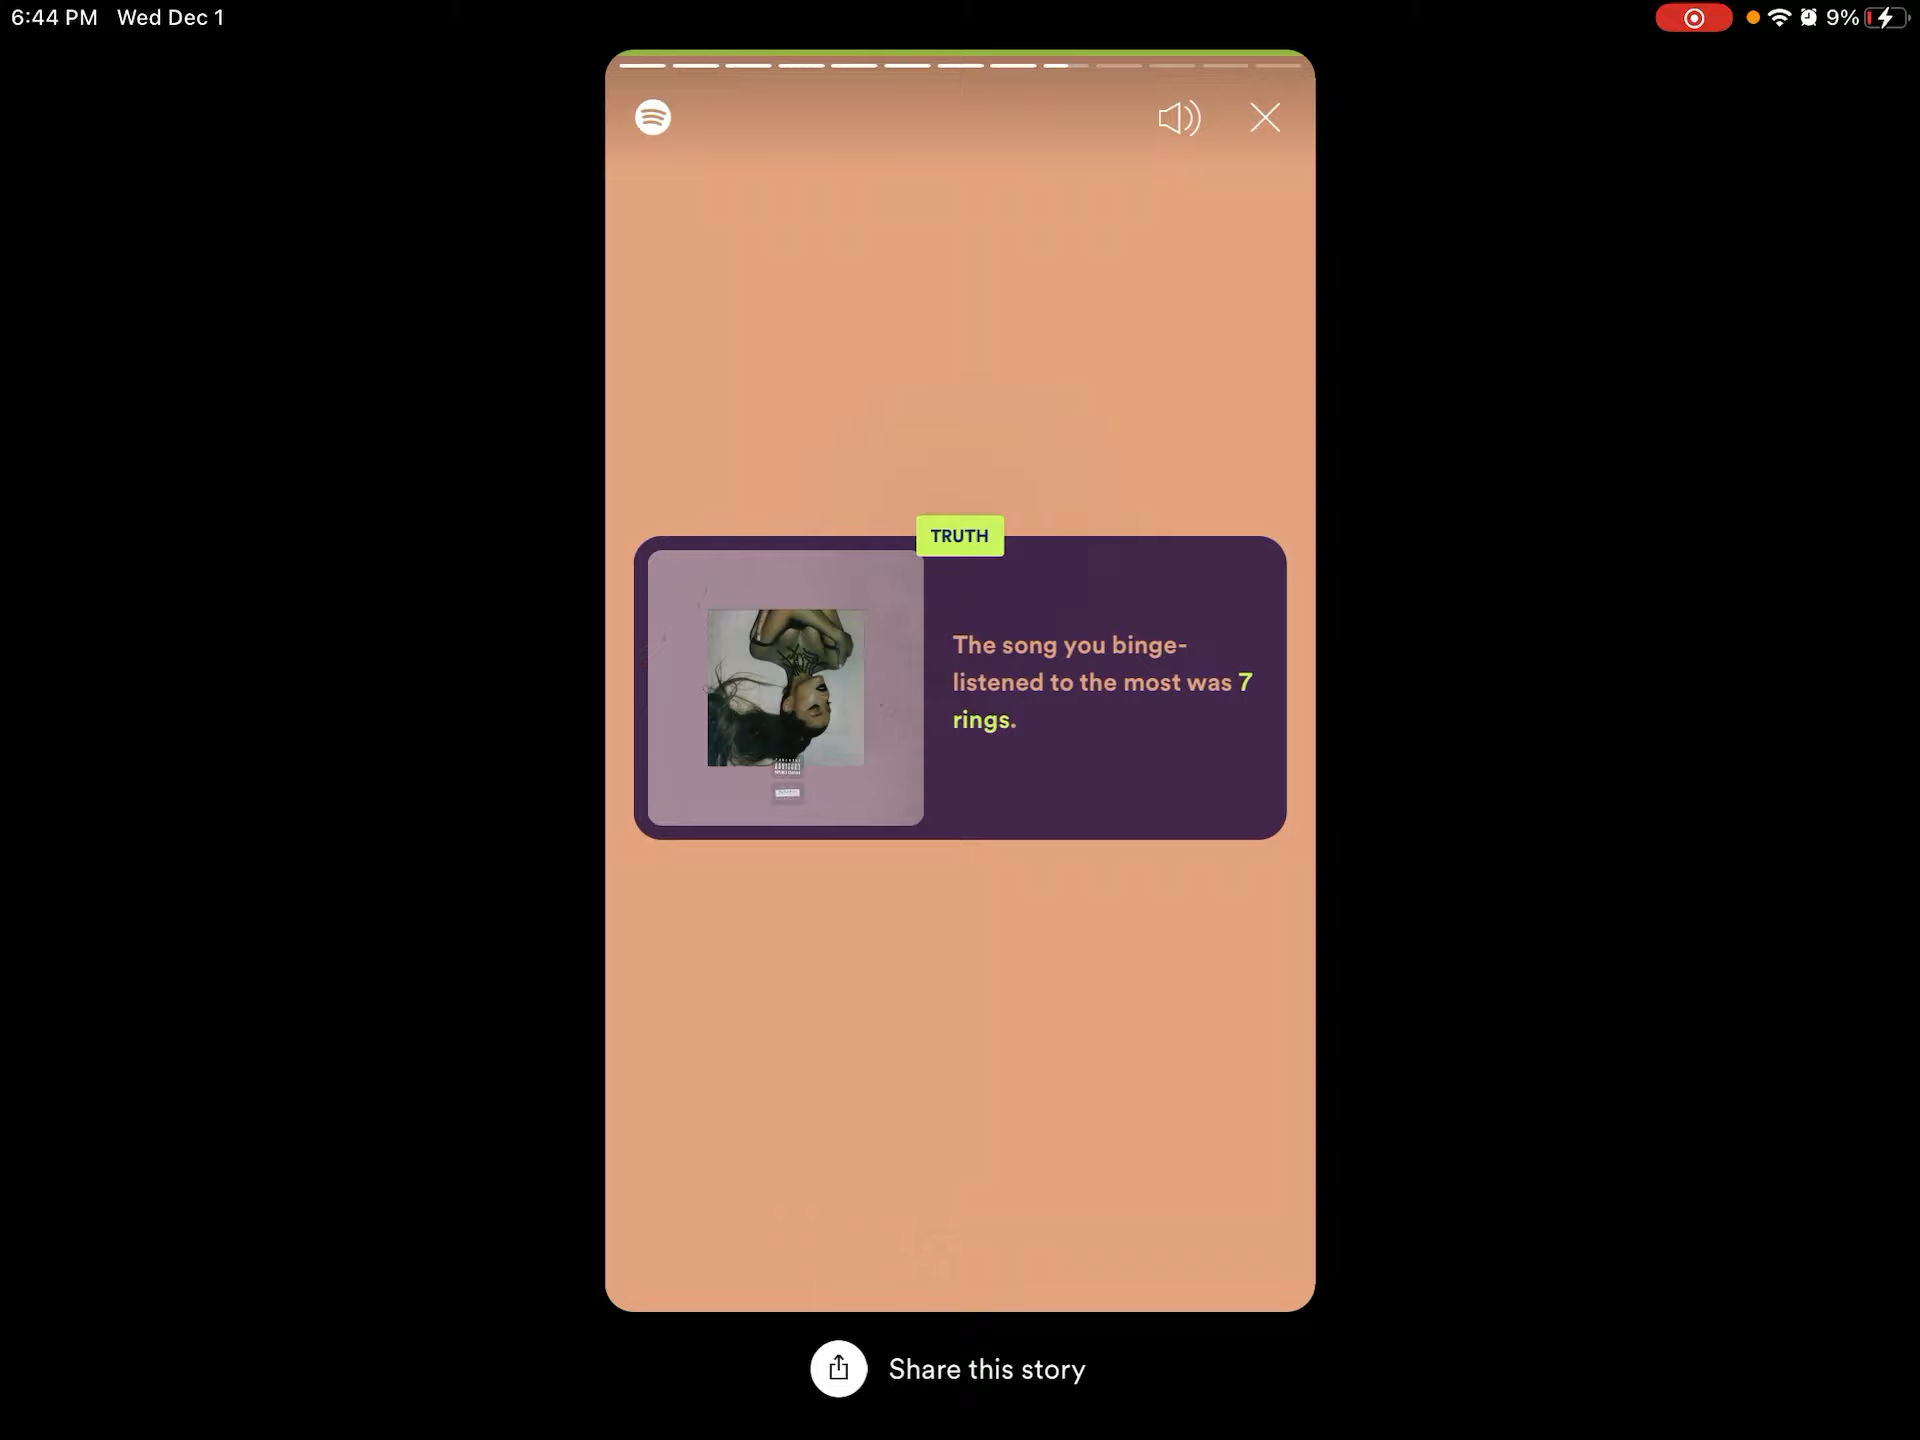 6:44 PM Wed Dec 1
9%
TRUTH
The song you binge-
listened to the most was 7
rings.
Share this story